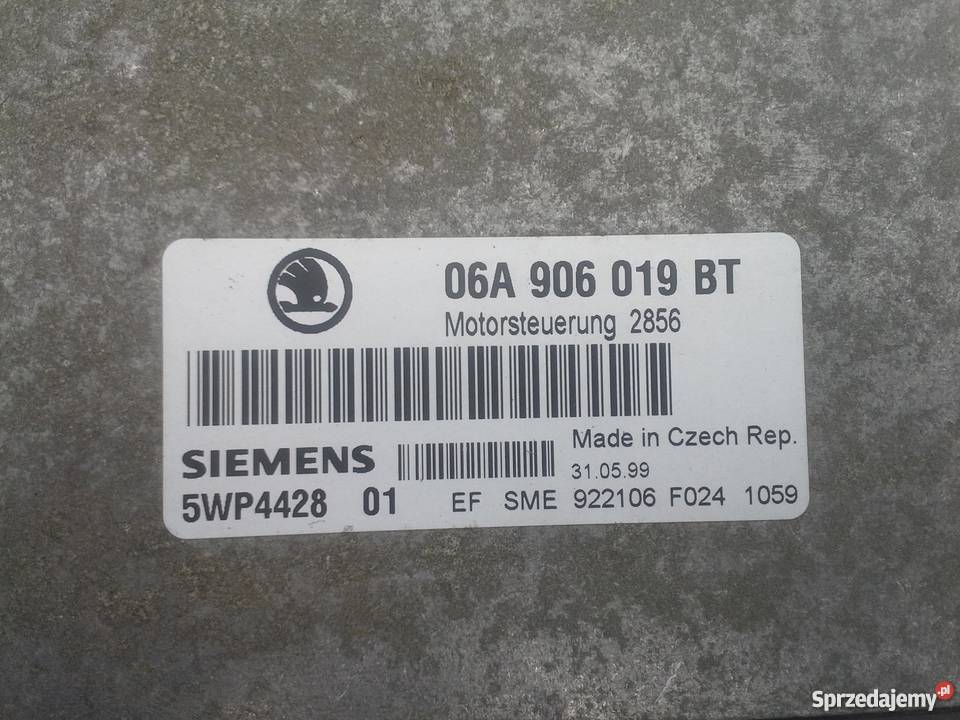 06A 906 019 BT
Motorsteuerung 2856
SIEMENS
Made in Czech Rep.
31.05.99
5WP4428 01 EF SME 922106 F024 1059
Sprzedajemy.pl